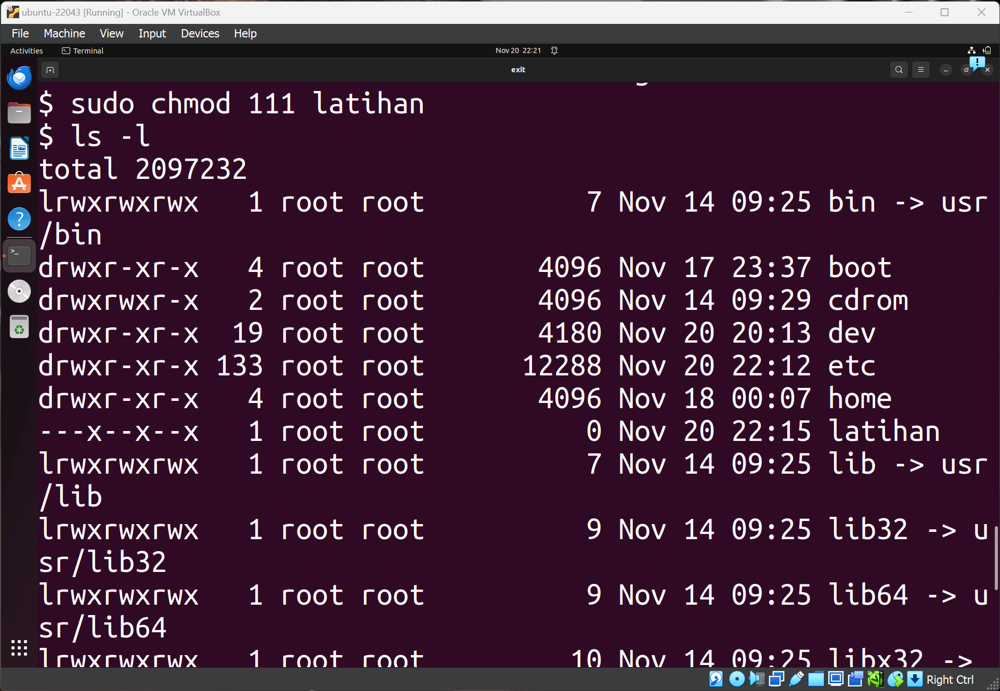 ubuntu-22043 [Running] - Oracle VM VirtualBox
File Machine View Input Devices Help
Activities Terminal Nov 20 22:21
exit
$ sudo chmod 111 latihan
$ ls -l
total 2097232
lrwxrwxrwx 1 root root 7 Nov 14 09:25 bin -> usr
/bin
drwxr-xr-x 4 root root 4096 Nov 17 23:37 boot
drwxrwxr-x 2 root root 4096 Nov 14 09:29 cdrom
drwxr-xr-x 19 root root 4180 Nov 20 20:13 dev
drwxr-xr-x 133 root root 12288 Nov 20 22:12 etc
drwxr-xr-x 4 root root 4096 Nov 18 00:07 home
---x--x--x 1 root root 0 Nov 20 22:15 latihan
lrwxrwxrwx 1 root root 7 Nov 14 09:25 lib -> usr
/lib
lrwxrwxrwx 1 root root 9 Nov 14 09:25 lib32 -> u
sr/lib32
lrwxrwxrwx 1 root root 9 Nov 14 09:25 lib64 -> u
sr/lib64
lrwxrwxrwx 1 root root 10 Nov 14 09:25 libx32 ->
Right Ctrl